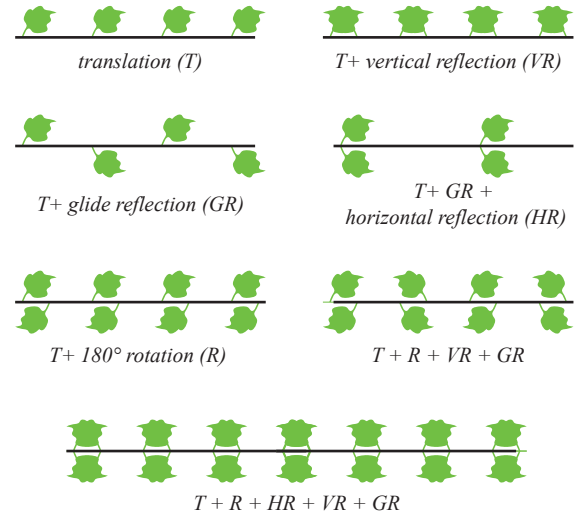 translation (T)
T+ vertical reflection (VR)
T+ glide reflection (GR)
T+ GR +
horizontal reflection (HR)
T+ 180° rotation (R)
T + R + VR + GR
T + R + HR + VR + GR